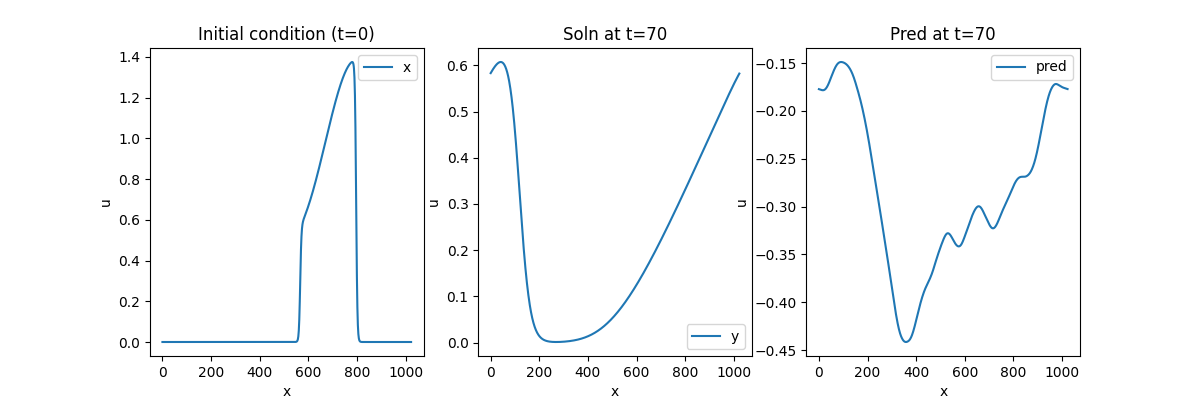 Initial condition (t=0)
u
1.4
1.2
1.0
0.8
0.6
0.4
0.2
0.0
x
0 200 400 600 800 1000
x
Soln at t=70
u
0.6
0.5
0.4
0.3
0.2
0.1
0.0
y
0 200 400 600 800 1000
x
Pred at t=70
u
−0.15
−0.20
−0.25
−0.30
−0.35
−0.40
−0.45
pred
0 200 400 600 800 1000
x